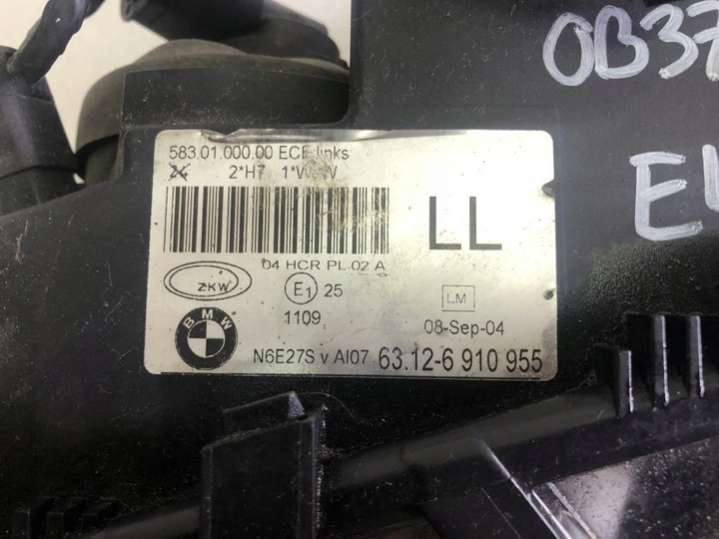 OB37
E
583.01.000.00 ECE links
24 2*H7
LL
04 HCR PL 02 A
ZKW
E1 25
LM
1109
08-Sep-04
BMW
N6E27S v AI07 63.12-6 910 955